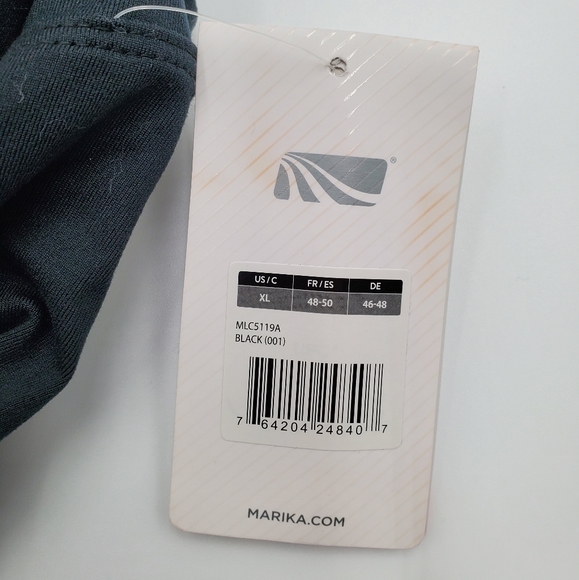 ®
US / C FR / ES DE
XL 48-50 46-48
MLC5119A
BLACK (001)
7 64204 24840 7
MARIKA.COM